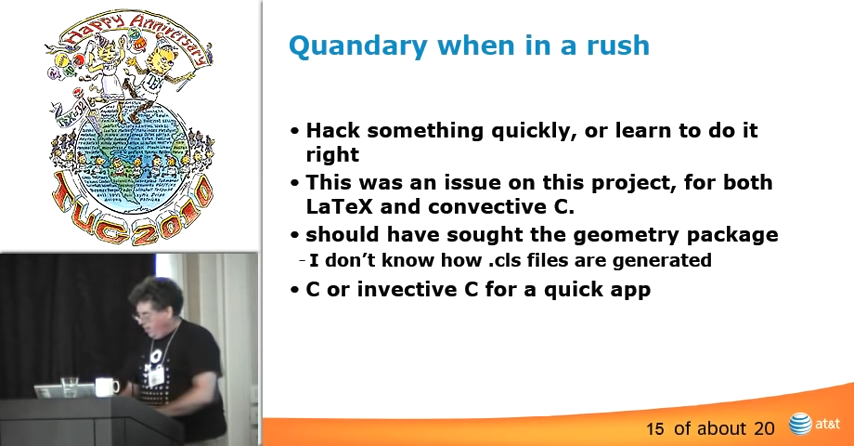 Happy Anniversary
TUG2010
Quandary when in a rush
• Hack something quickly, or learn to do it
right
• This was an issue on this project, for both
LaTeX and convective C.
• should have sought the geometry package
- I don't know how .cls files are generated
• C or invective C for a quick app
15 of about 20
at&t